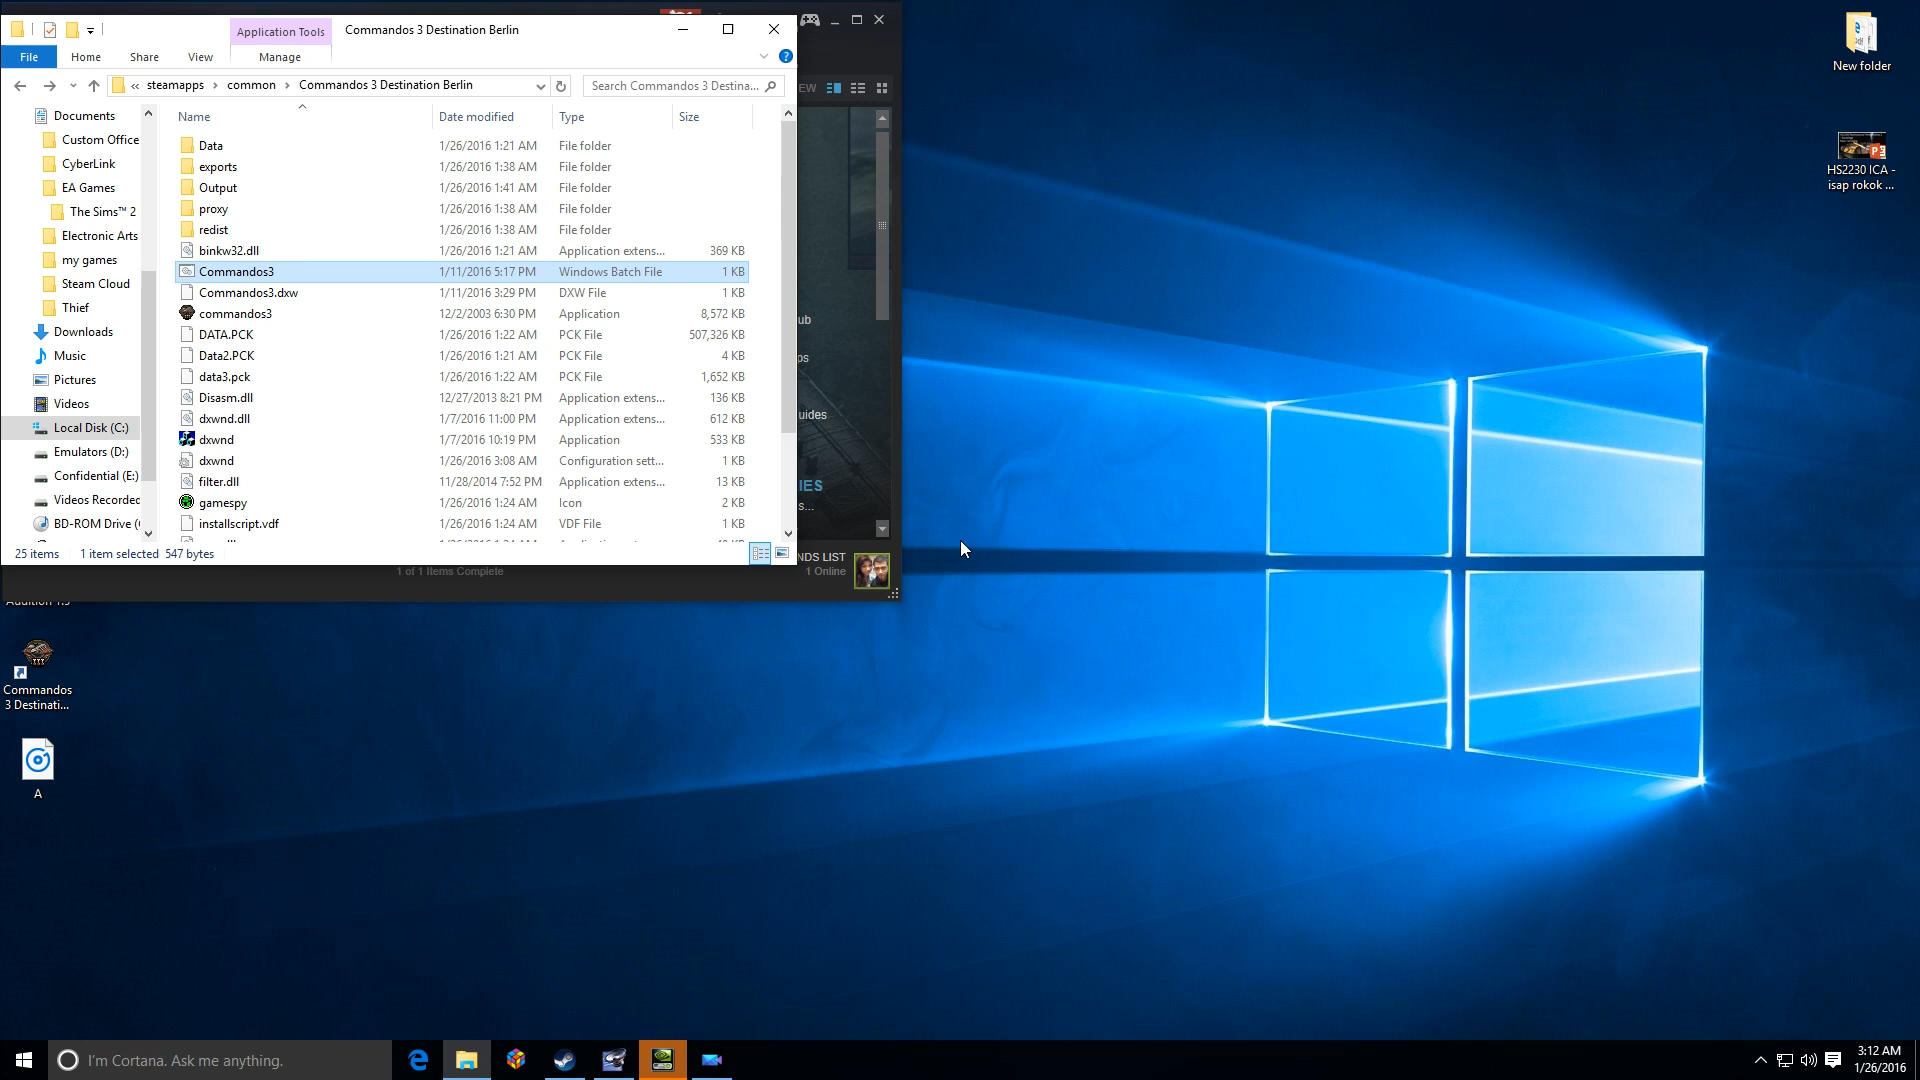 Application Tools
Commandos 3 Destination Berlin
File
Home
Share
View
Manage
« steamapps > common > Commandos 3 Destination Berlin
Search Commandos 3 Destina...
EW
Name
Date modified
Type
Size
Documents
Custom Office
CyberLink
EA Games
The Sims™ 2
Electronic Arts
my games
Steam Cloud
Thief
Downloads
Music
Pictures
Videos
Local Disk (C:)
Emulators (D:)
Confidential (E:)
Videos Recorded
BD-ROM Drive (
Data 1/26/2016 1:21 AM File folder
exports 1/26/2016 1:38 AM File folder
Output 1/26/2016 1:41 AM File folder
proxy 1/26/2016 1:38 AM File folder
redist 1/26/2016 1:38 AM File folder
binkw32.dll 1/26/2016 1:21 AM Application extens... 369 KB
Commandos3 1/11/2016 5:17 PM Windows Batch File 1 KB
Commandos3.dxw 1/11/2016 3:29 PM DXW File 1 KB
commandos3 12/2/2003 6:30 PM Application 8,572 KB
DATA.PCK 1/26/2016 1:22 AM PCK File 507,326 KB
Data2.PCK 1/26/2016 1:21 AM PCK File 4 KB
data3.pck 1/26/2016 1:22 AM PCK File 1,652 KB
Disasm.dll 12/27/2013 8:21 PM Application extens... 136 KB
dxwnd.dll 1/7/2016 11:00 PM Application extens... 612 KB
dxwnd 1/7/2016 10:19 PM Application 533 KB
dxwnd 1/26/2016 3:08 AM Configuration sett... 1 KB
filter.dll 11/28/2014 7:52 PM Application extens... 13 KB
gamespy 1/26/2016 1:24 AM Icon 2 KB
installscript.vdf 1/26/2016 1:24 AM VDF File 1 KB
25 items
1 item selected 547 bytes
ub
ps
uides
IES
s...
NDS LIST
1 Online
1 of 1 Items Complete
Audition 1.5
Commandos
3 Destinati...
A
New folder
HS2230 ICA -
isap rokok ...
I'm Cortana. Ask me anything.
3:12 AM
1/26/2016